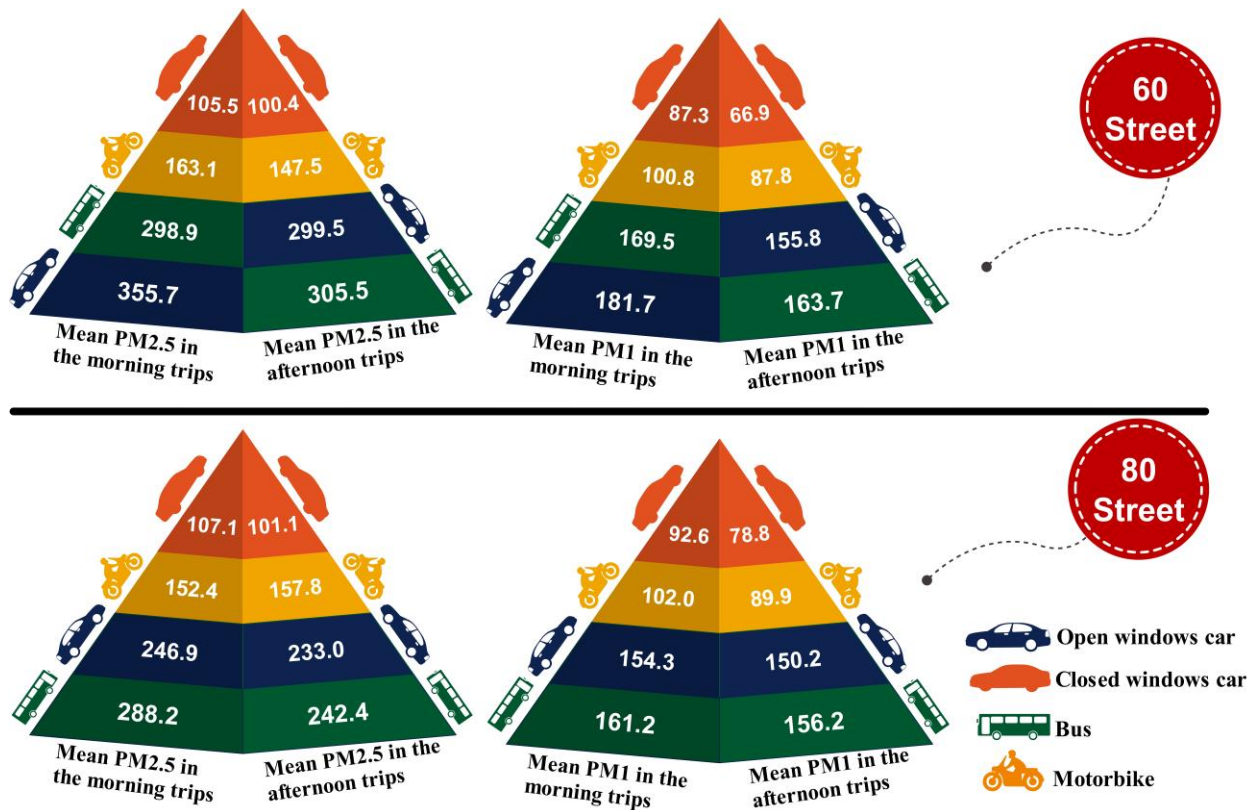 105.5 100.4
163.1 147.5
298.9 299.5
355.7 305.5
Mean PM2.5 in
the morning trips
Mean PM2.5 in the
afternoon trips
87.3 66.9
100.8 87.8
169.5 155.8
181.7 163.7
Mean PM1 in the
morning trips
Mean PM1 in the
afternoon trips
60
Street
107.1 101.1
152.4 157.8
246.9 233.0
288.2 242.4
Mean PM2.5 in
the morning trips
Mean PM2.5 in the
afternoon trips
92.6 78.8
102.0 89.9
154.3 150.2
161.2 156.2
Mean PM1 in the
morning trips
Mean PM1 in the
afternoon trips
80
Street
Open windows car
Closed windows car
Bus
Motorbike